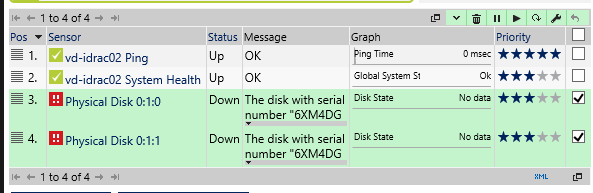 1 to 4 of 4
Pos Sensor Status Message Graph Priority
1. vd-idrac02 Ping Up OK Ping Time 0 msec
2. vd-idrac02 System Health Up OK Global System St Ok
3. Physical Disk 0:1:0 Down The disk with serial number "6XM4DG Disk State No data
4. Physical Disk 0:1:1 Down The disk with serial number "6XM4DG Disk State No data
1 to 4 of 4 XML